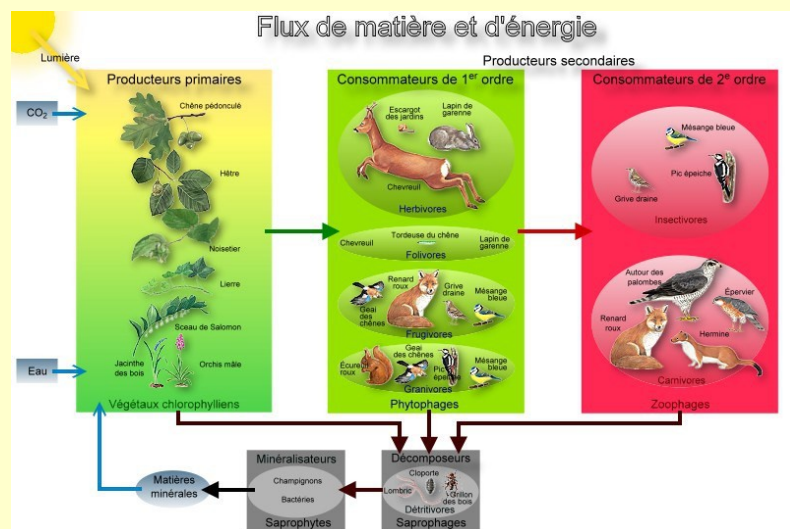 Flux de matière et d'énergie
Producteurs secondaires
Lumière
CO2
Eau
Producteurs primaires
Chêne pédonculè
Hêtre
Noisetier
Lierre
Sceau de Salomon
Jacinthe
des bois
Orchis mâle
Végétaux chlorophylliens
Consommateurs de 1er ordre
Escargot
des jardins
Lapin de
garenne
Chevreuil
Herbivores
Chevreuil
Tordeuse du chêne
Lapin de
garenne
Folivores
Renard
roux
Geai
des
chênes
Grive
draine
Mésange
bleue
Frugivores
Écureuil
roux
Geai
des chênes
Pic
épeiche
Mésange
bleue
Granivores
Phytophages
Consommateurs de 2e ordre
Mésange bleue
Pic épeiche
Grive draine
Insectivores
Autour des
palombes
Épervier
Renard
roux
Hermine
Carnivores
Zoophages
Matières
minérales
Minéralisateurs
Champignons
Bactéries
Saprophytes
Décomposeurs
Cloporte
Lombric
Grillon
des bois
Détritivores
Saprophages